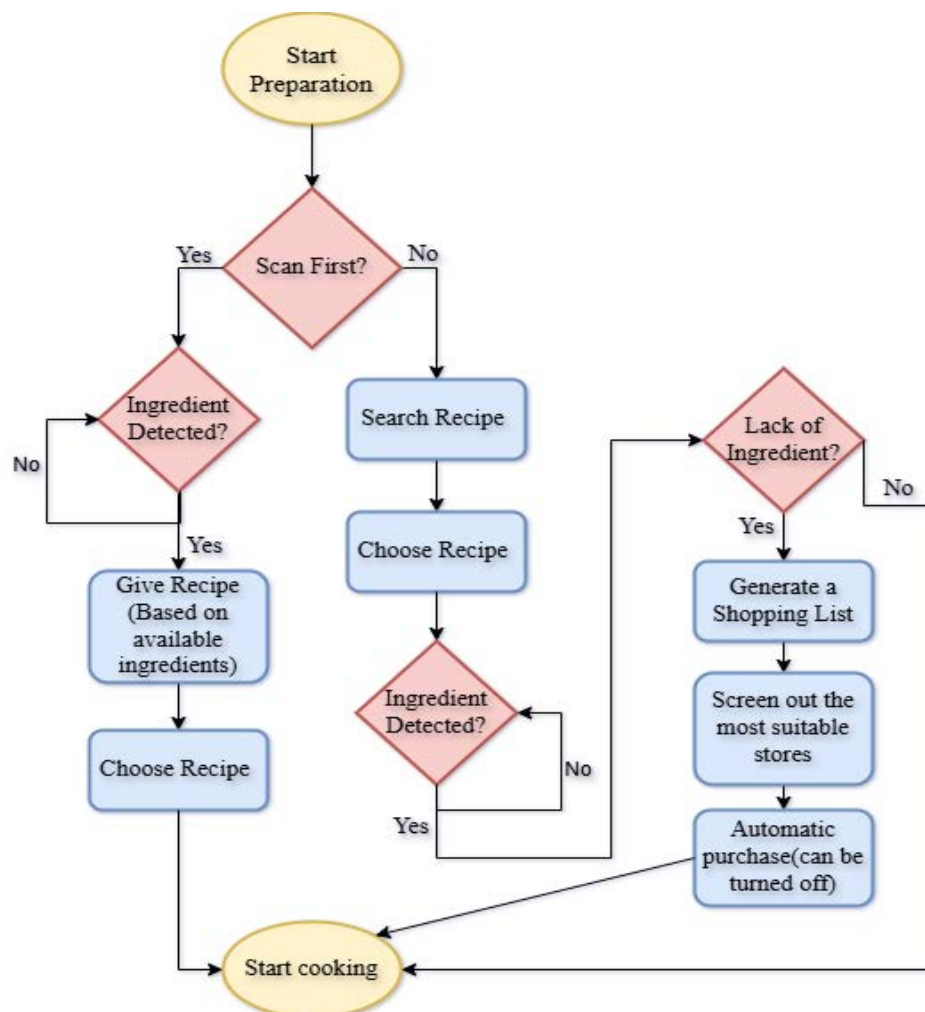 Start
Preparation
Scan First?
Yes
No
Ingredient
Detected?
No
Yes
Give Recipe
(Based on
available
ingredients)
Choose Recipe
Search Recipe
Choose Recipe
Ingredient
Detected?
No
Yes
Lack of
Ingredient?
No
Yes
Generate a
Shopping List
Screen out the
most suitable
stores
Automatic
purchase(can be
turned off)
Start cooking